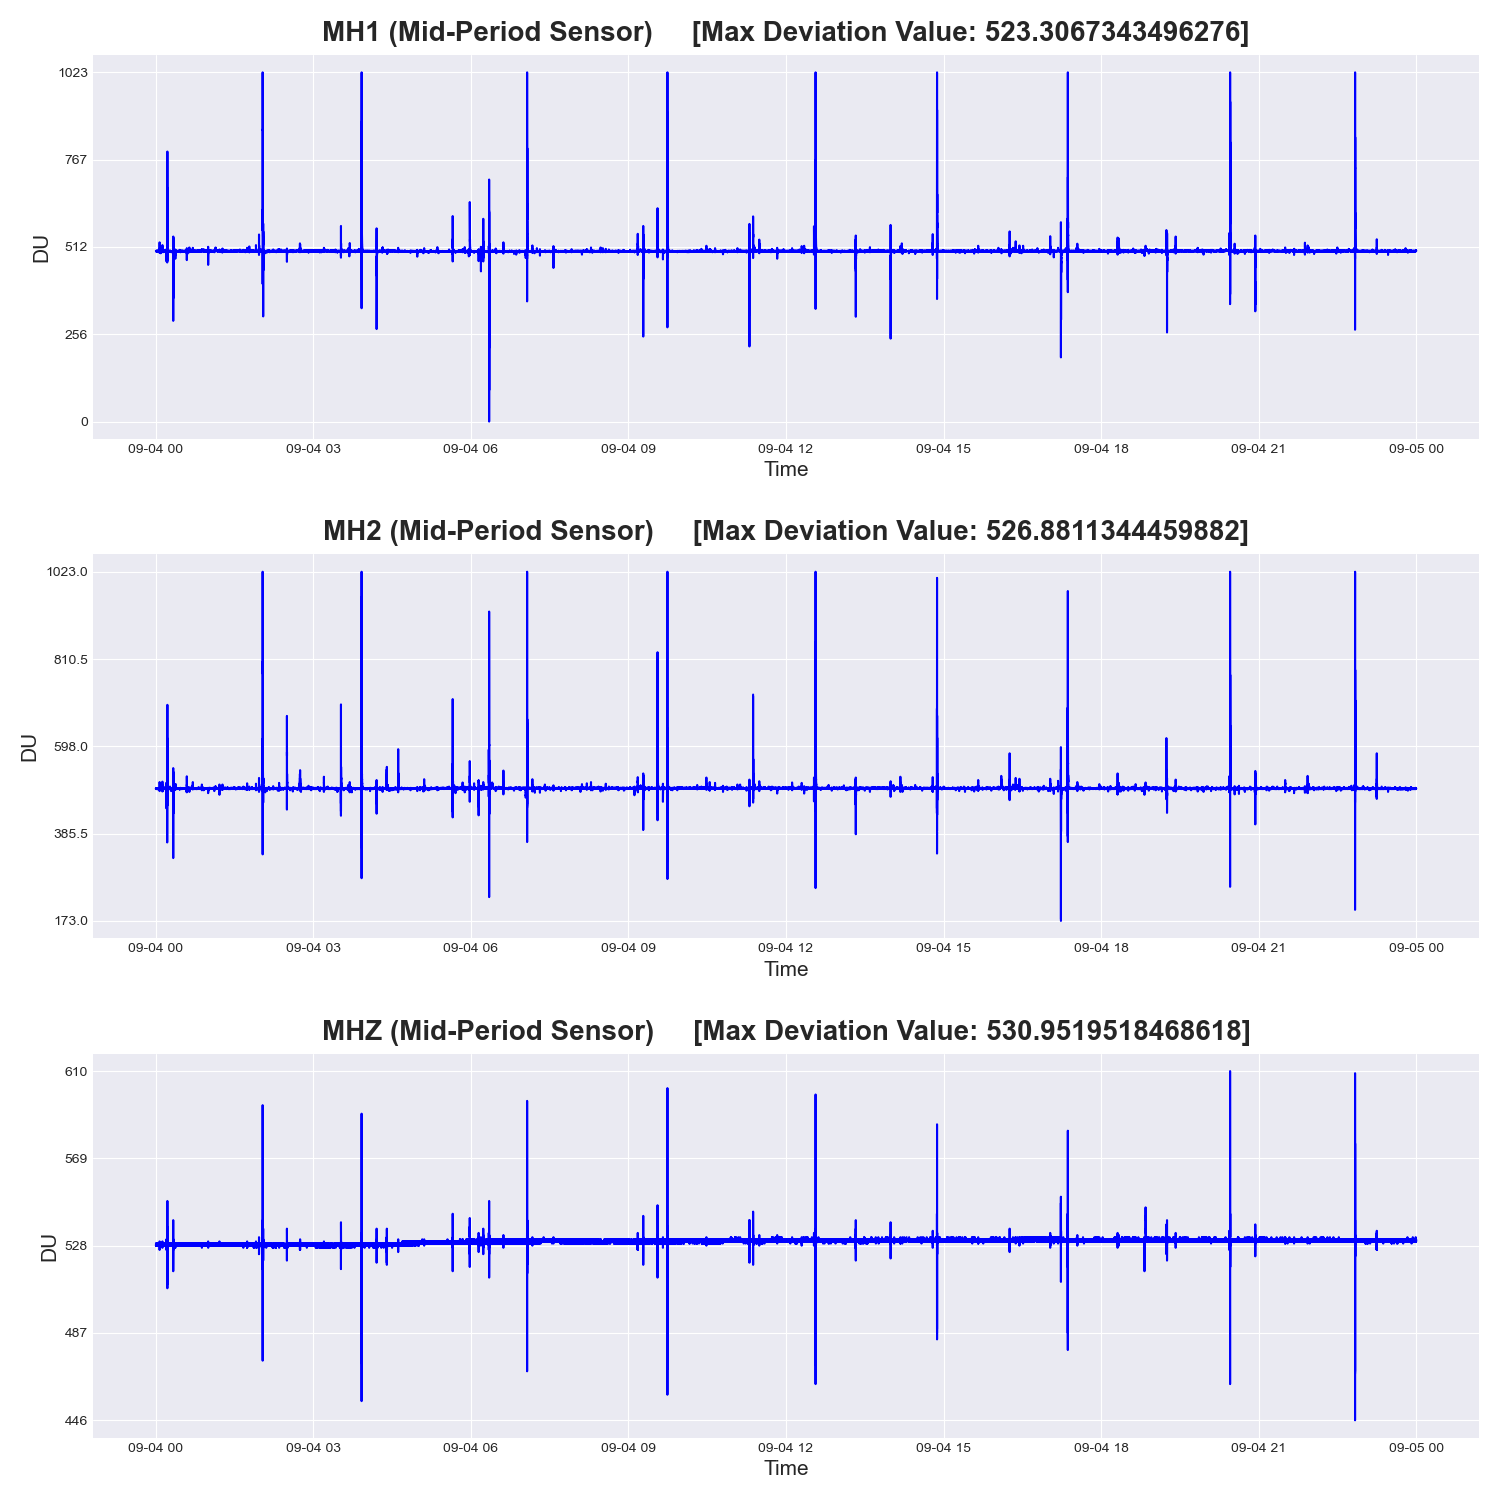 MH1 (Mid-Period Sensor) [Max Deviation Value: 523.3067343496276]
1023
767
512
256
0
DU
09-04 00 09-04 03 09-04 06 09-04 09 09-04 12 09-04 15 09-04 18 09-04 21 09-05 00
Time
MH2 (Mid-Period Sensor) [Max Deviation Value: 526.8811344459882]
1023.0
810.5
598.0
385.5
173.0
DU
09-04 00 09-04 03 09-04 06 09-04 09 09-04 12 09-04 15 09-04 18 09-04 21 09-05 00
Time
MHZ (Mid-Period Sensor) [Max Deviation Value: 530.9519518468618]
610
569
528
487
446
DU
09-04 00 09-04 03 09-04 06 09-04 09 09-04 12 09-04 15 09-04 18 09-04 21 09-05 00
Time